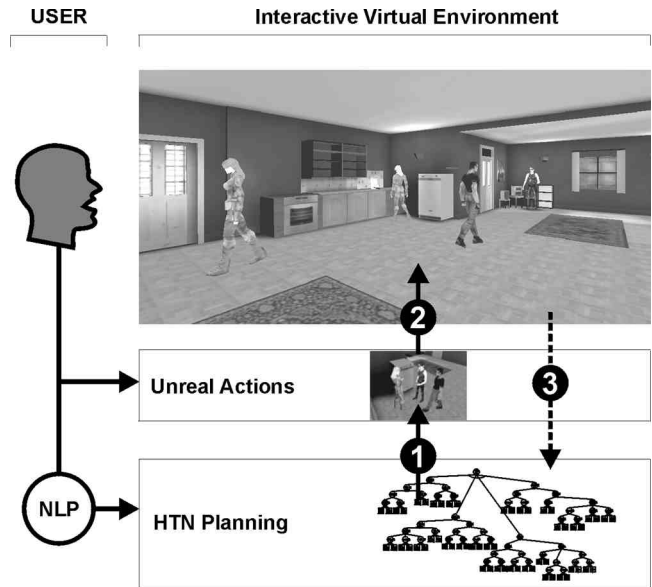 USER
Interactive Virtual Environment
2
Unreal Actions
3
1
NLP
HTN Planning